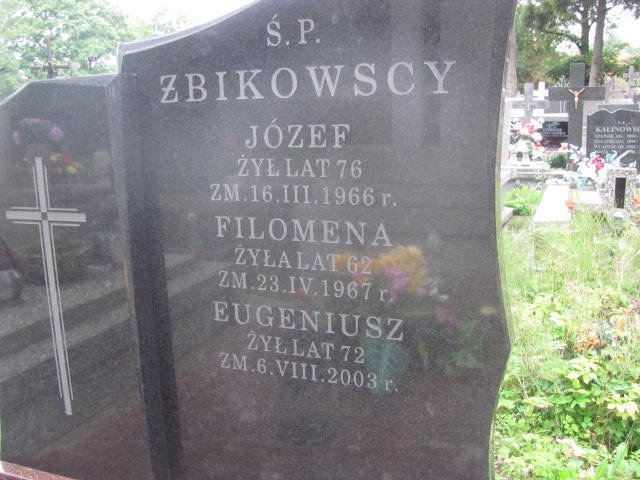 Ś.P.
ŻBIKOWSCY
JÓZEF
ŻYŁ LAT 76
ZM.16.III.1966 r.
FILOMENA
ŻYŁA LAT 62
ZM.23.IV.1967 r.
EUGENIUSZ
ŻYŁ LAT 72
ZM.6.VIII.2003 r.
KALINOWSCY